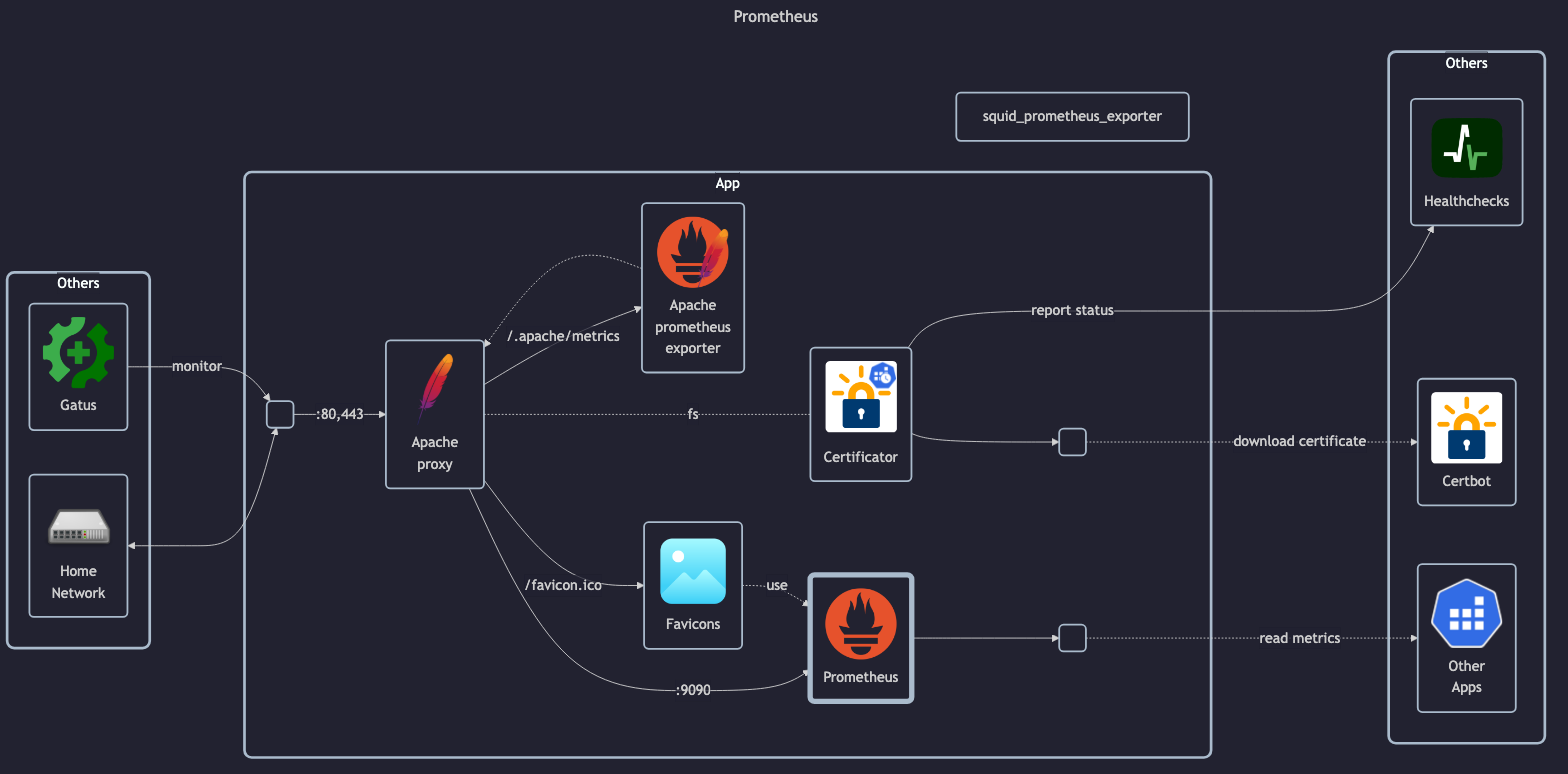 Prometheus
Others
squid_prometheus_exporter
Healthchecks
App
Others
Gatus
monitor
Home
Network
:80,443
Apache
proxy
/.apache/metrics
Apache
prometheus
exporter
report status
fs
Certificator
download certificate
Certbot
/favicon.ico
Favicons
use
:9090
Prometheus
read metrics
Other
Apps